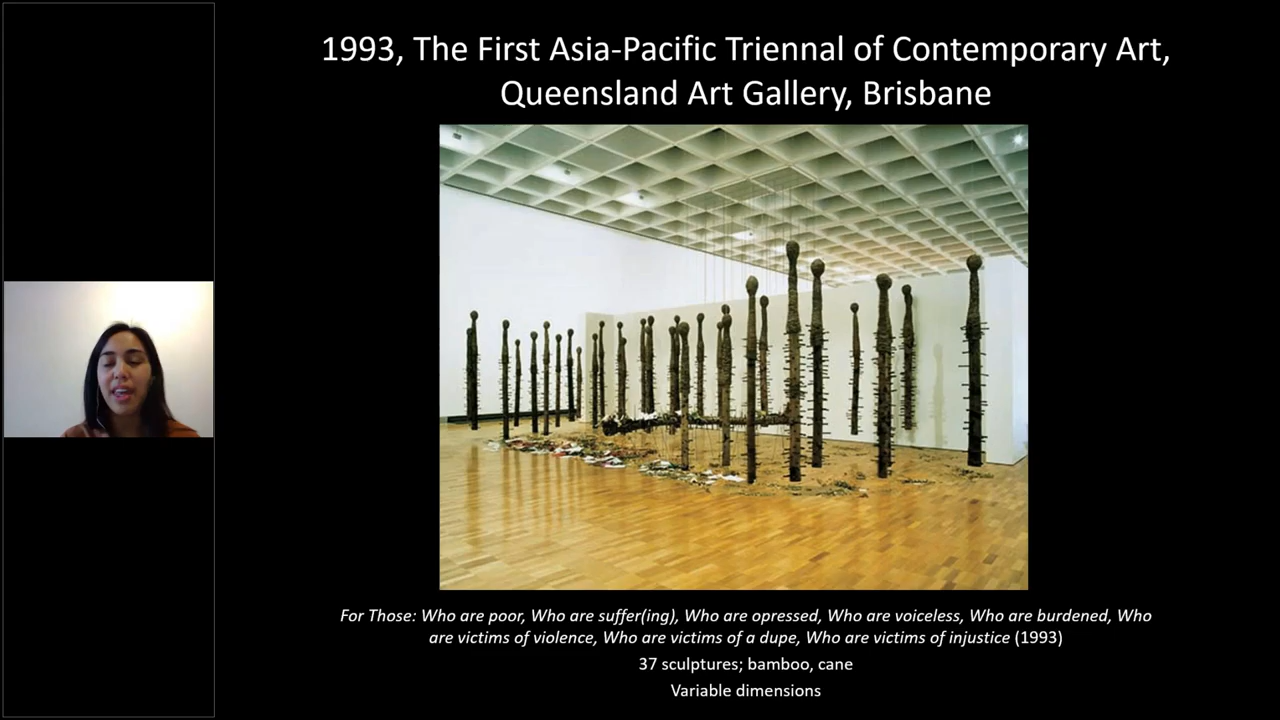 1993, The First Asia-Pacific Triennal of Contemporary Art,
Queensland Art Gallery, Brisbane
For Those: Who are poor, Who are suffer(ing), Who are opressed, Who are voiceless, Who are burdened, Who
are victims of violence, Who are victims of a dupe, Who are victims of injustice (1993)
37 sculptures; bamboo, cane
Variable dimensions